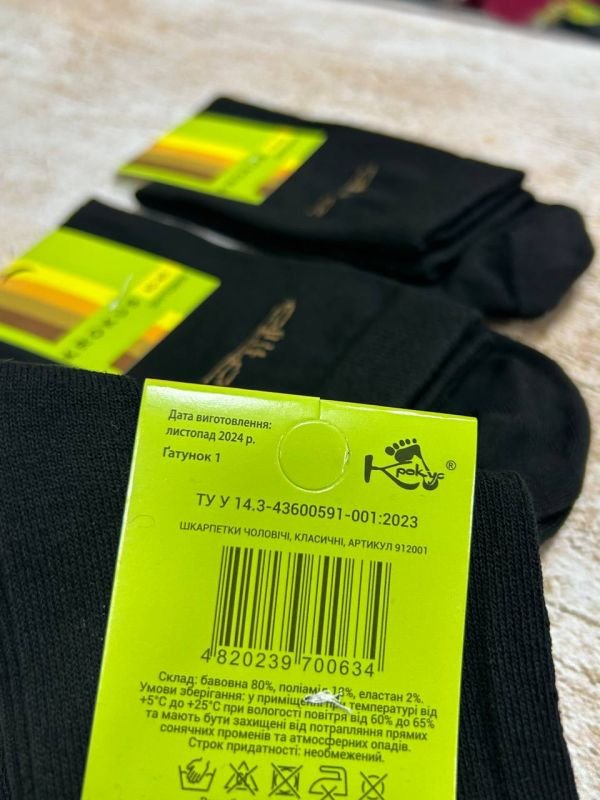 KROKUS
Дата виготовлення:
листопад 2024 р.
Ґатунок 1
Крокус®
ТУ У 14.3-43600591-001:2023
ШКАРПЕТКИ ЧОЛОВІЧІ, КЛАСИЧНІ, АРТИКУЛ 912001
4 820239 700634
Склад: бавовна 80%, поліамід 18%, еластан 2%.
Умови зберігання: у приміщенні при температурі від
+5°С до +25°С при вологості повітря від 60% до 65%
та мають бути захищені від потрапляння прямих
сонячних променів та атмосферних опадів.
Строк придатності: необмежений.